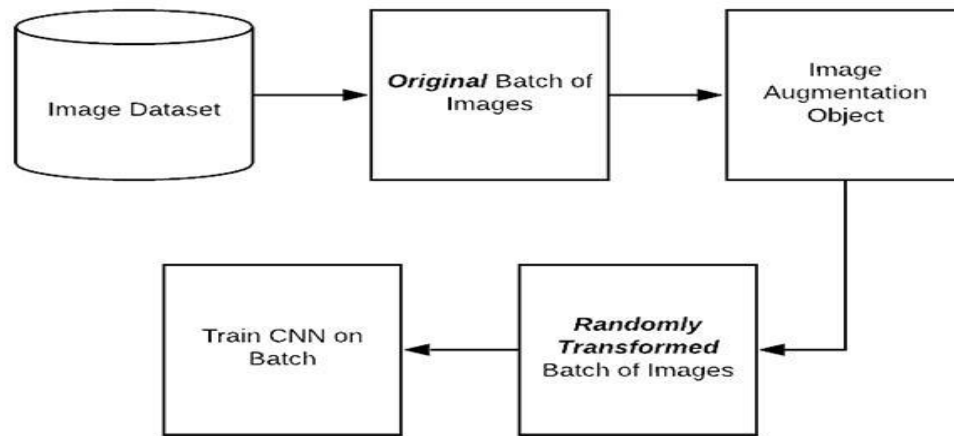 Image Dataset
Original Batch of
Images
Image
Augmentation
Object
Randomly
Transformed
Batch of Images
Train CNN on
Batch